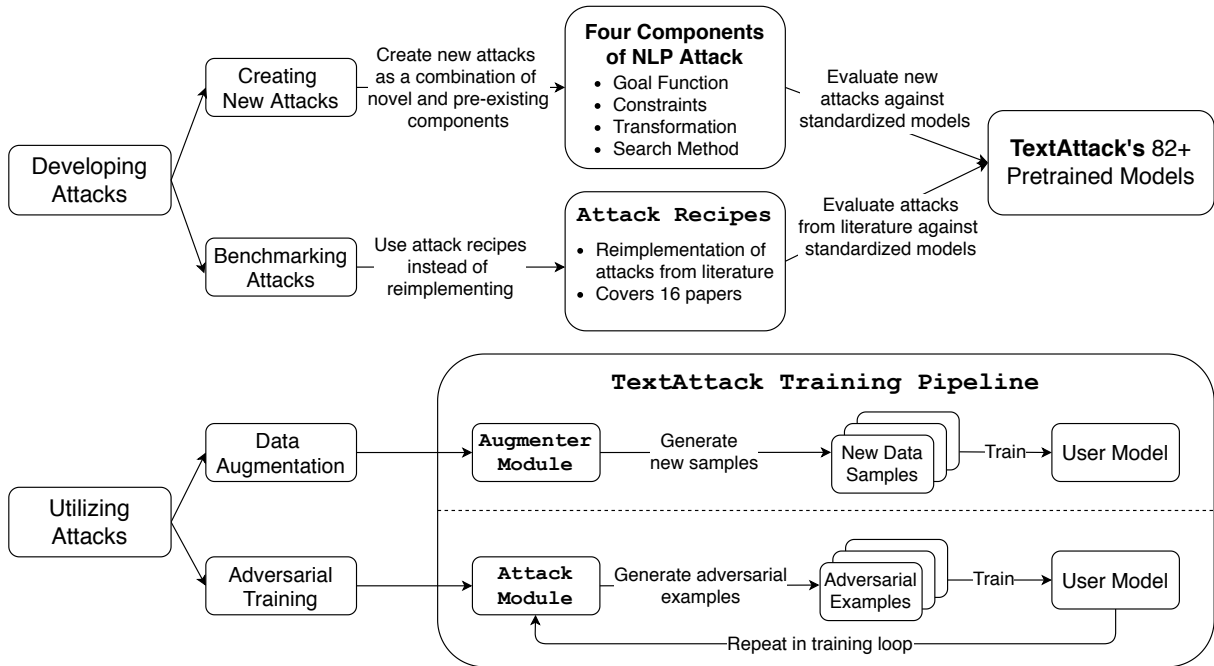 Developing
Attacks
Creating
New Attacks
Create new attacks
as a combination of
novel and pre-existing
components
Four Components
of NLP Attack
• Goal Function
• Constraints
• Transformation
• Search Method
Evaluate new
attacks against
standardized models
TextAttack's 82+
Pretrained Models
Benchmarking
Attacks
Use attack recipes
instead of
reimplementing
Attack Recipes
• Reimplementation of
attacks from literature
• Covers 16 papers
Evaluate attacks
from literature against
standardized models
Utilizing
Attacks
TextAttack Training Pipeline
Data
Augmentation
Augmenter
Module
Generate
new samples
New Data
Samples
Train
User Model
Adversarial
Training
Attack
Module
Generate adversarial
examples
Adversarial
Examples
Train
User Model
Repeat in training loop